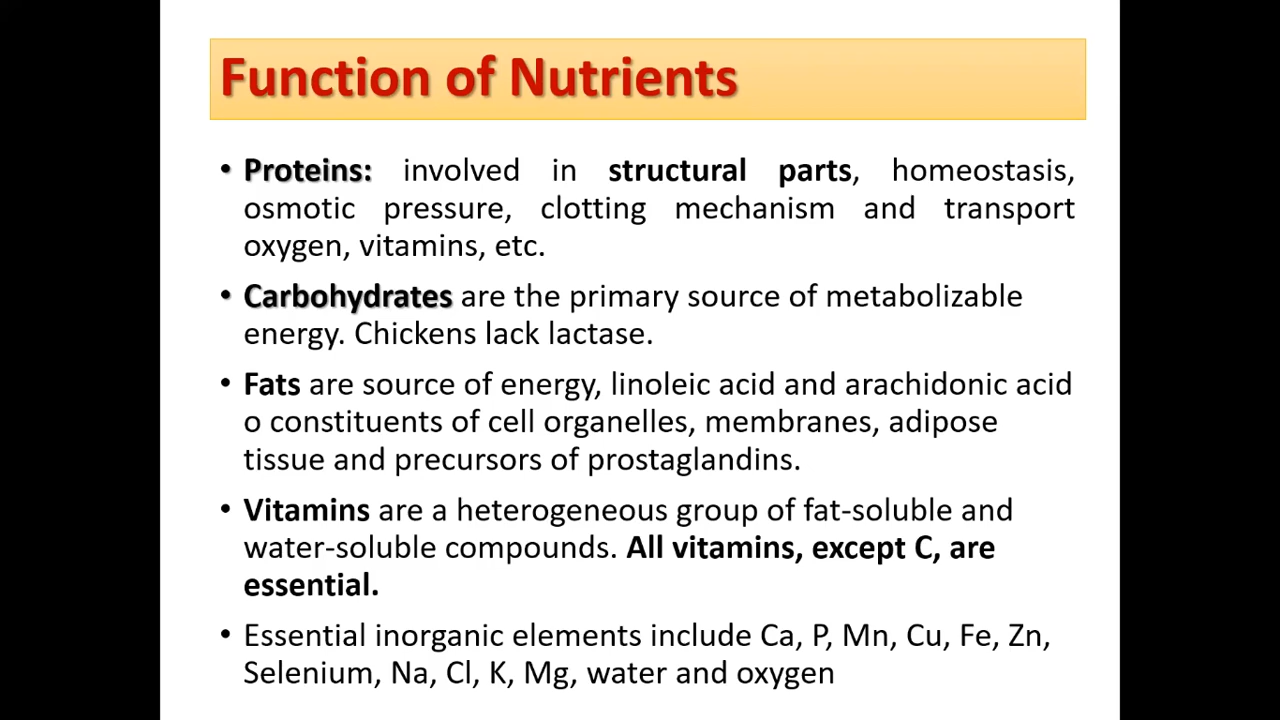 Function of Nutrients
• Proteins: involved in structural parts, homeostasis,
osmotic pressure, clotting mechanism and transport
oxygen, vitamins, etc.
• Carbohydrates are the primary source of metabolizable
energy. Chickens lack lactase.
• Fats are source of energy, linoleic acid and arachidonic acid
o constituents of cell organelles, membranes, adipose
tissue and precursors of prostaglandins.
• Vitamins are a heterogeneous group of fat-soluble and
water-soluble compounds. All vitamins, except C, are
essential.
• Essential inorganic elements include Ca, P, Mn, Cu, Fe, Zn,
Selenium, Na, Cl, K, Mg, water and oxygen